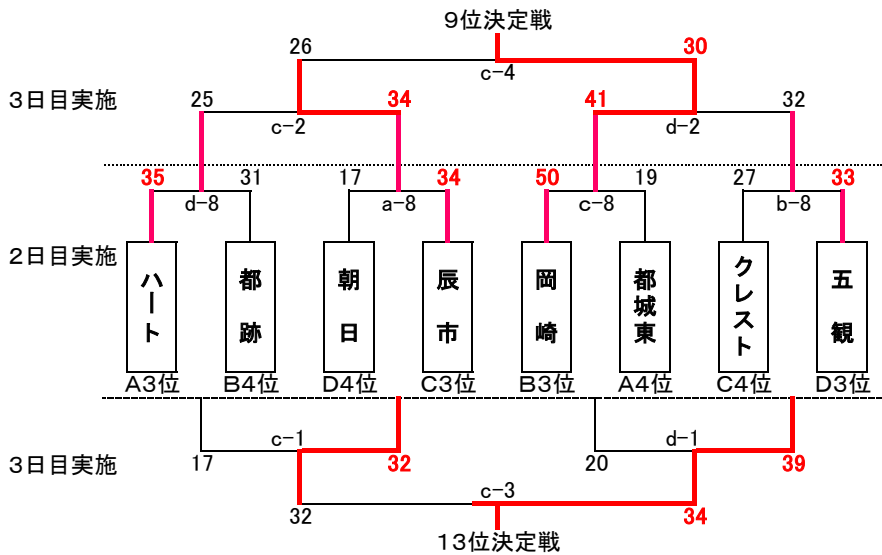 9位決定戦
26
30
c-4
3日目実施
25
34
41
32
c-2
d-2
35
31
17
34
50
19
27
33
d-8
a-8
c-8
b-8
2日目実施
ハート
都跡
朝日
辰市
岡崎
都城東
クレスト
五観
A3位
B4位
D4位
C3位
B3位
A4位
C4位
D3位
c-1
d-1
3日目実施
17
32
20
39
c-3
32
34
13位決定戦